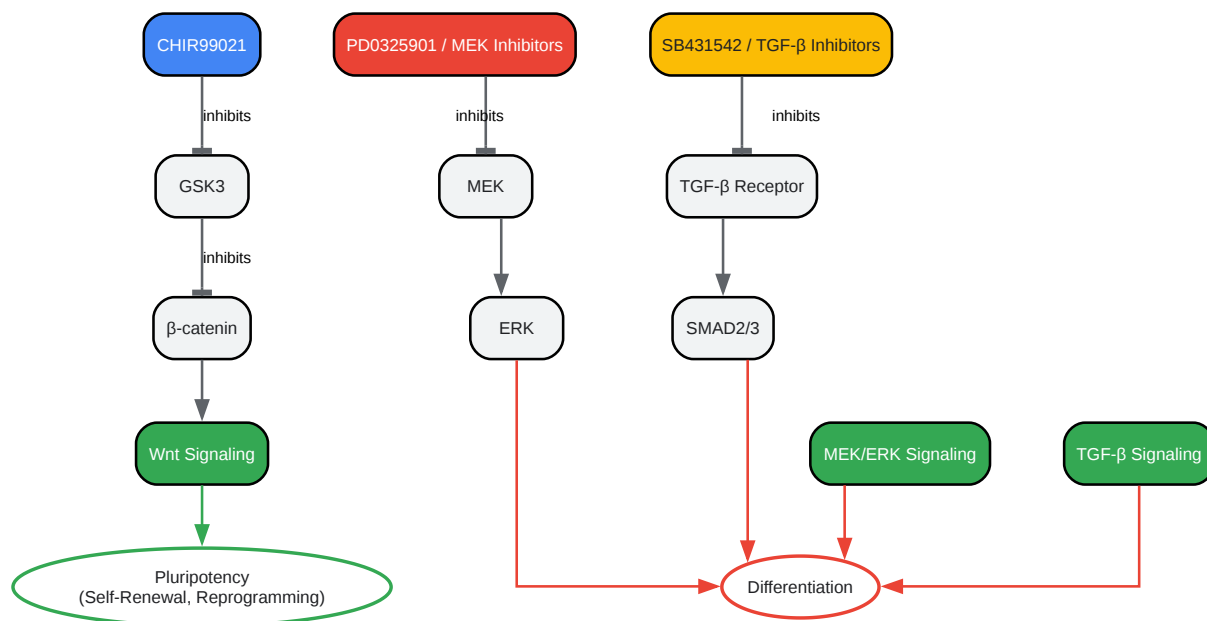 CHIR99021
PD0325901 / MEK Inhibitors
SB431542 / TGF-β Inhibitors
inhibits
inhibits
inhibits
GSK3
MEK
TGF-β Receptor
inhibits
β-catenin
ERK
SMAD2/3
Wnt Signaling
MEK/ERK Signaling
TGF-β Signaling
Pluripotency
(Self-Renewal, Reprogramming)
Differentiation